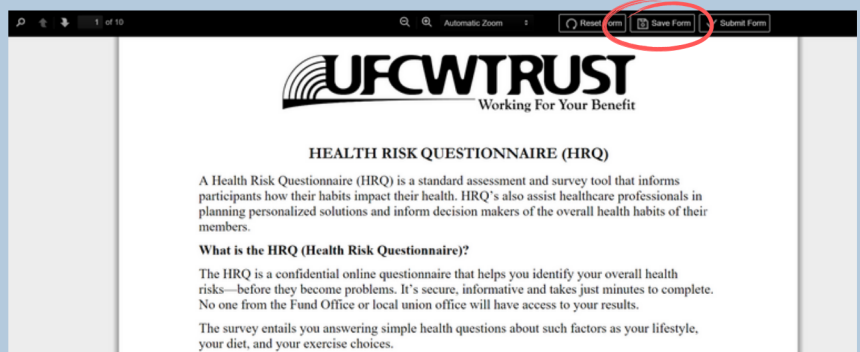 1 of 10 Automatic Zoom Reset Form Save Form Submit Form
UFCWTRUST
Working For Your Benefit
HEALTH RISK QUESTIONNAIRE (HRQ)
A Health Risk Questionnaire (HRQ) is a standard assessment and survey tool that informs
participants how their habits impact their health. HRQ's also assist healthcare professionals in
planning personalized solutions and inform decision makers of the overall health habits of their
members.
What is the HRQ (Health Risk Questionnaire)?
The HRQ is a confidential online questionnaire that helps you identify your overall health
risks—before they become problems. It's secure, informative and takes just minutes to complete.
No one from the Fund Office or local union office will have access to your results.
The survey entails you answering simple health questions about such factors as your lifestyle,
your diet, and your exercise choices.